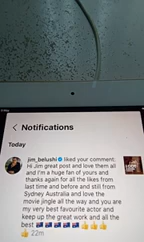 Notifications
Today
jim_belushi liked your comment:
Hi Jim great post and love them all
and I'm a huge fan of yours and
thanks again for all the likes from
last time and before and still from
Sydney Australia and love the
movie jingle all the way and you are
my very best favourite actor and
keep up the great work and all the
best 🇦🇺🇦🇺🇦🇺🇦🇺🇦🇺👍👍👍
👍 22m